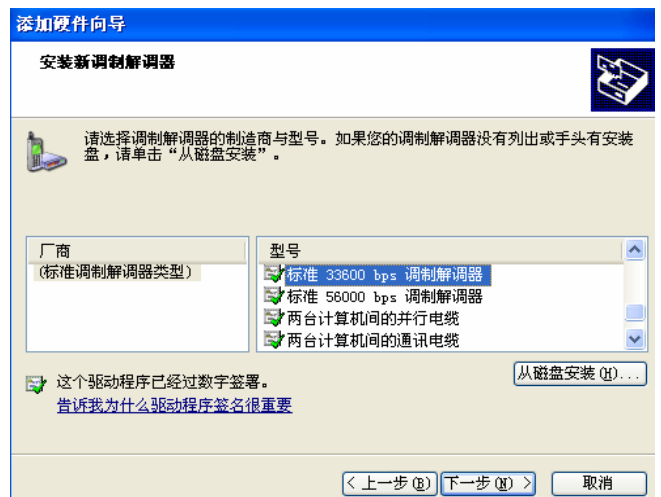 添加硬件向导
安装新调制解调器
请选择调制解调器的制造商与型号。如果您的调制解调器没有列出或手头有安装
盘，请单击“从磁盘安装”。
厂商
(标准调制解调器类型)
型号
标准 33600 bps 调制解调器
标准 56000 bps 调制解调器
两台计算机间的并行电缆
两台计算机间的通讯电缆
这个驱动程序已经过数字签署。
告诉我为什么驱动程序签名很重要
从磁盘安装(H)...
< 上一步(B)
下一步(N) >
取消